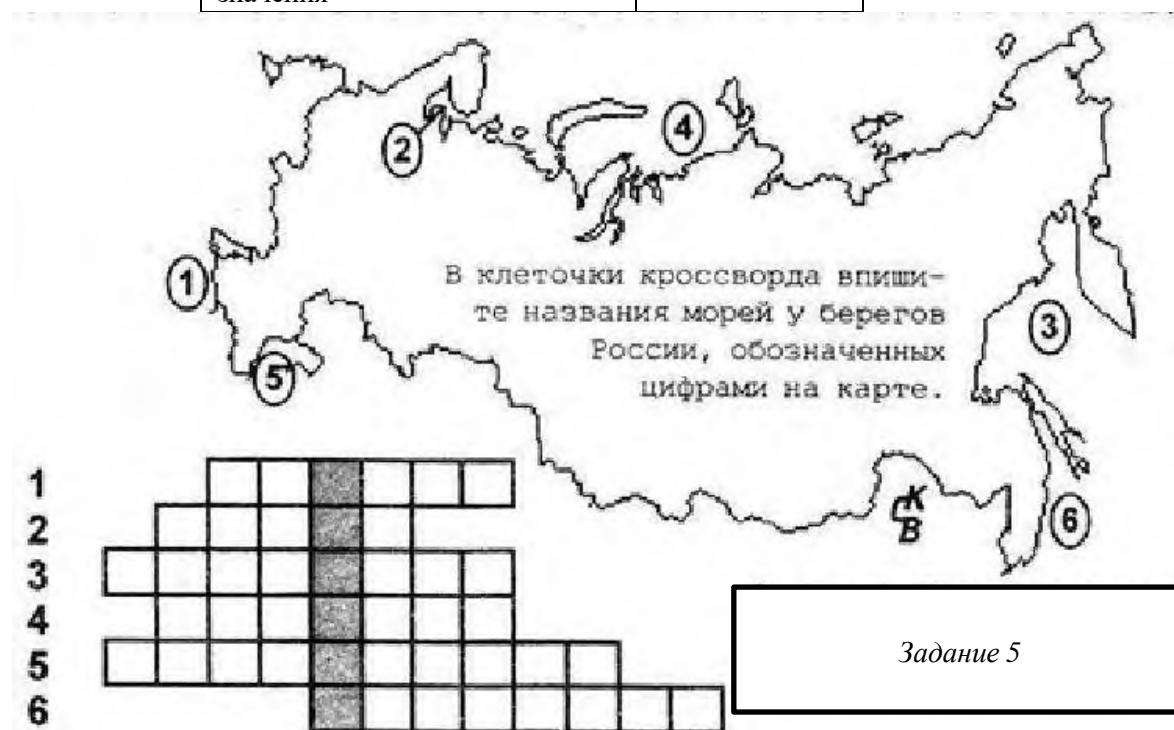 значения
2
4
1
5
3
6
В клеточки кроссворда впиши-
те названия морей у берегов
России, обозначенных
цифрами на карте.
К
В
1
2
3
4
5
6
Задание 5